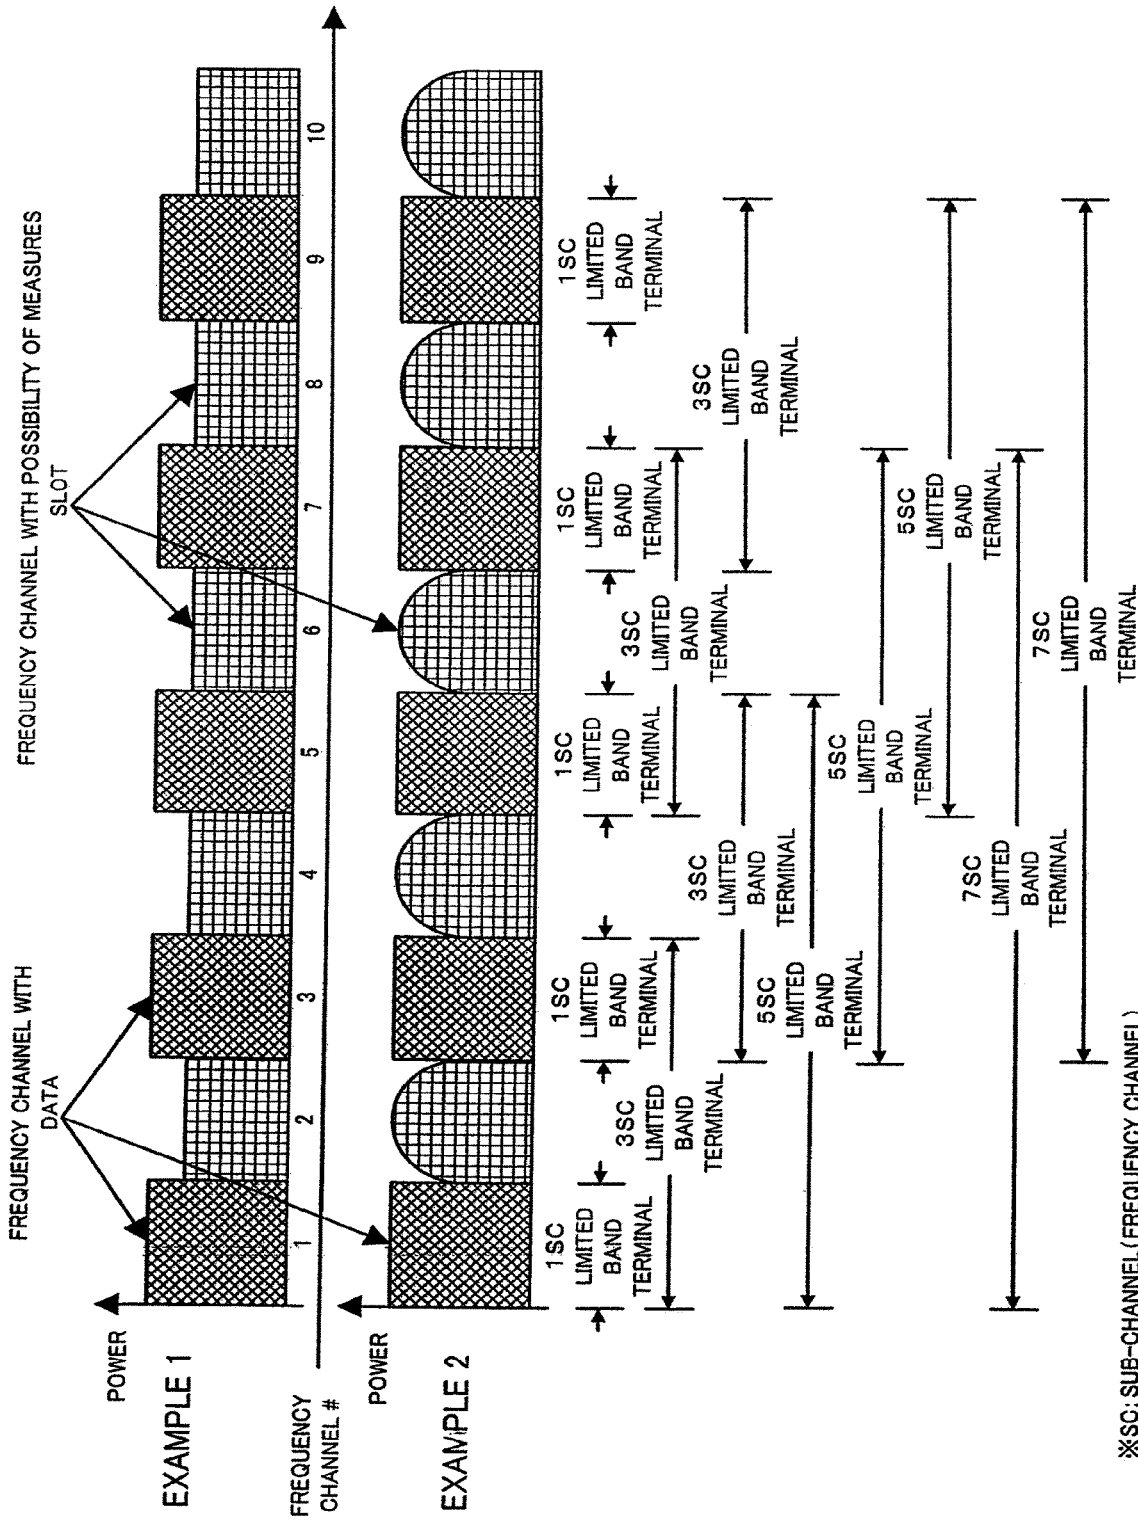 FREQUENCY CHANNEL WITH
DATA
FREQUENCY CHANNEL WITH POSSIBILITY OF MEASURES
SLOT
POWER
EXAMPLE 1
FREQUENCY
CHANNEL #
1
2
3
4
5
6
7
8
9
10
POWER
EXAMPLE 2
1SC
LIMITED
BAND
TERMINAL
1SC
LIMITED
BAND
TERMINAL
1SC
LIMITED
BAND
TERMINAL
1SC
LIMITED
BAND
TERMINAL
1SC
LIMITED
BAND
TERMINAL
3SC
LIMITED
BAND
TERMINAL
3SC
LIMITED
BAND
TERMINAL
3SC
LIMITED
BAND
TERMINAL
3SC
LIMITED
BAND
TERMINAL
5SC
LIMITED
BAND
TERMINAL
5SC
LIMITED
BAND
TERMINAL
5SC
LIMITED
BAND
TERMINAL
7SC
LIMITED
BAND
TERMINAL
7SC
LIMITED
BAND
TERMINAL
※SC: SUB-CHANNEL (FREQUENCY CHANNEL)